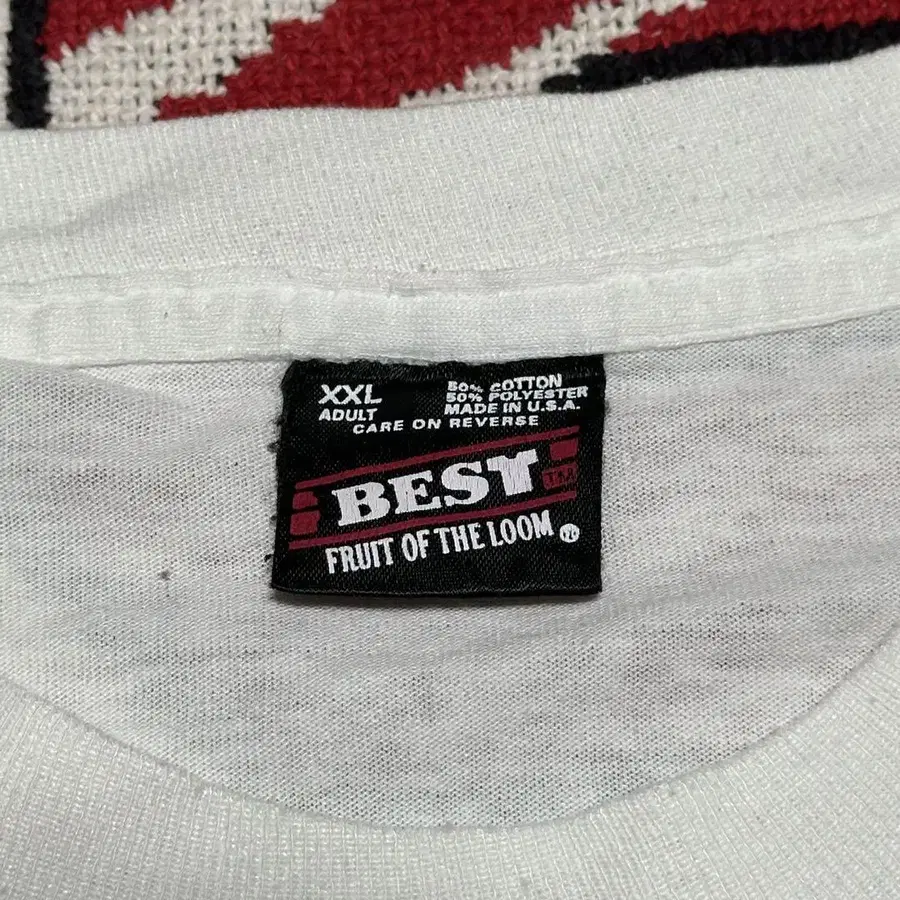 XXL
ADULT
50% COTTON
50% POLYESTER
MADE IN U.S.A.
CARE ON REVERSE
BEST TM
FRUIT OF THE LOOM